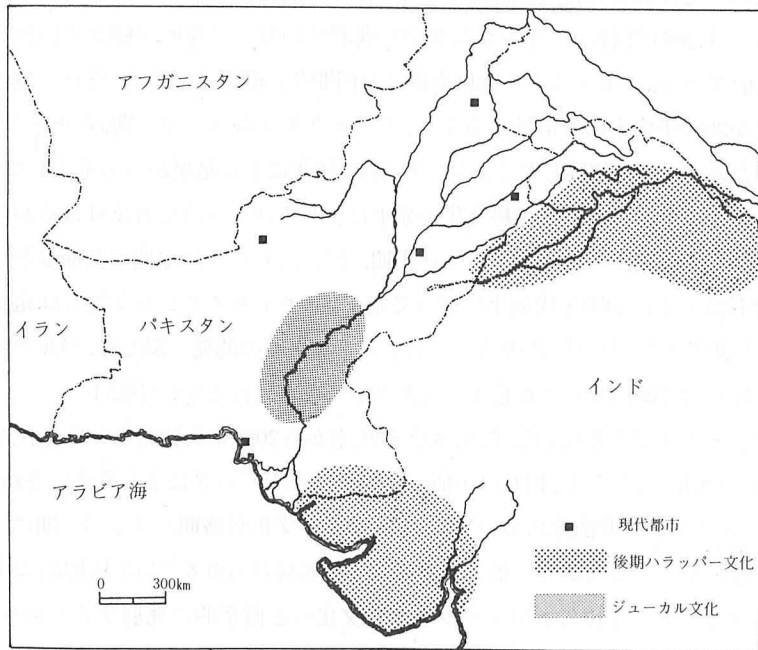 アフガニスタン
イラン
パキスタン
インド
アラビア海
0 300km
現代都市
後期ハラッパー文化
ジューカル文化